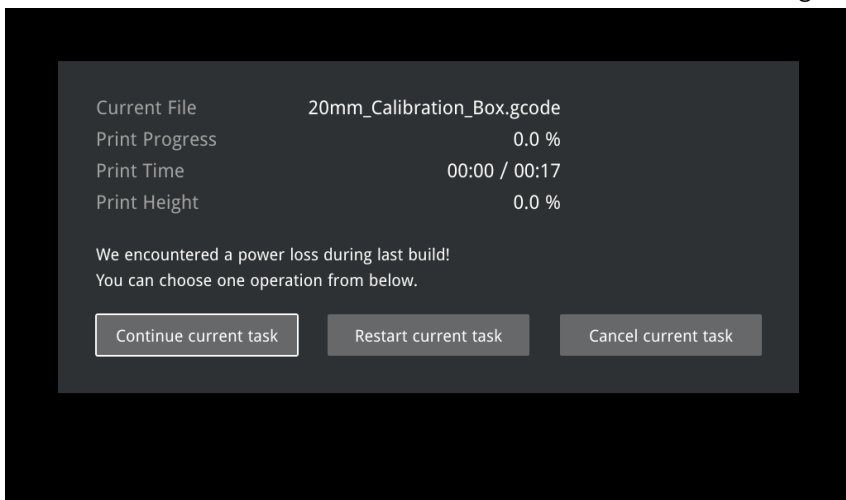 Current File 20mm_Calibration_Box.gcode
Print Progress 0.0 %
Print Time 00:00 / 00:17
Print Height 0.0 %
We encountered a power loss during last build!
You can choose one operation from below.
Continue current task Restart current task Cancel current task